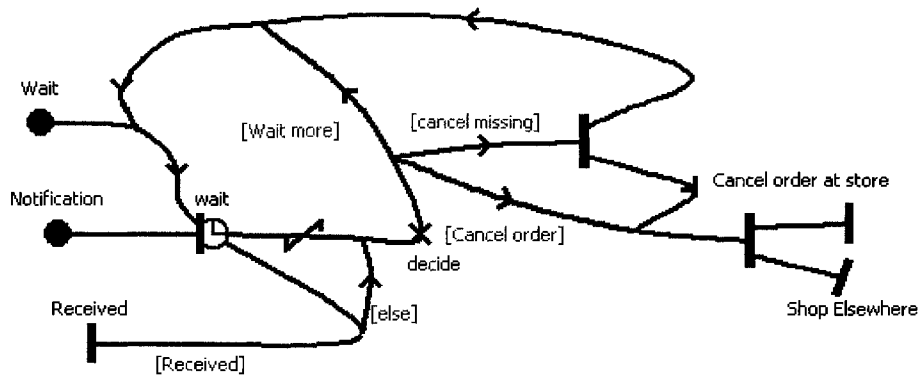 Wait
[Wait more]
[cancel missing]
Notification
wait
Cancel order at store
[Cancel order]
decide
Received
[else]
Shop Elsewhere
[Received]